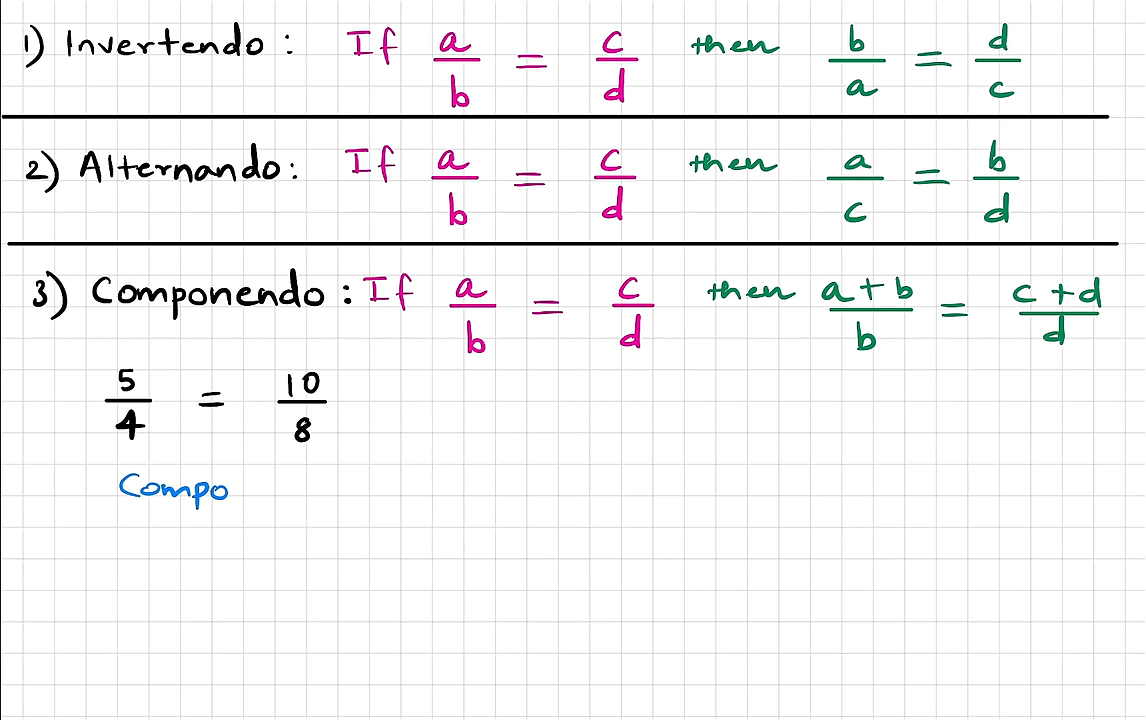 1) Invertendo : If a/b = c/d then b/a = d/c
2) Alternando : If a/b = c/d then a/c = b/d
3) Componendo : If a/b = c/d then a+b/b = c+d/d
5/4 = 10/8
Compo